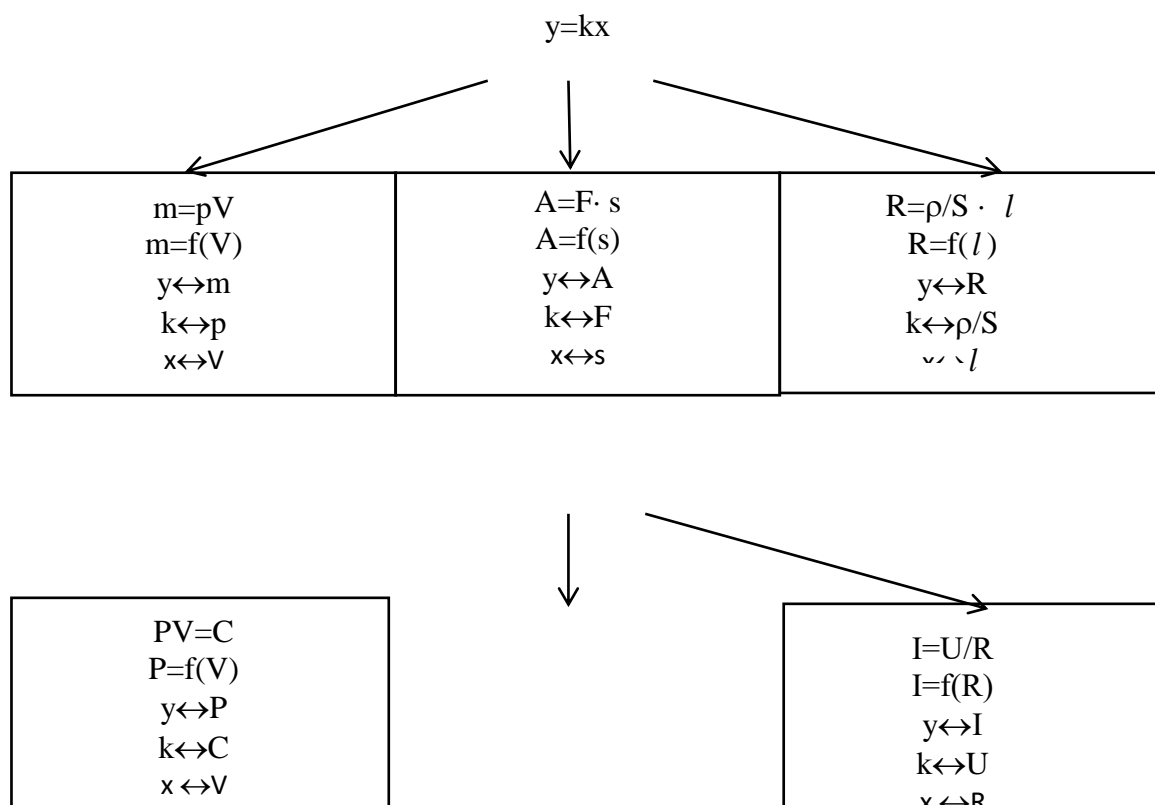 y=kx
m=pV
m=f(V)
y↔m
k↔p
x↔V
A=F· s
A=f(s)
y↔A
k↔F
x↔s
R=ρ/S · l
R=f(l)
y↔R
k↔ρ/S
x↔l
PV=C
P=f(V)
y↔P
k↔C
x↔V
I=U/R
I=f(R)
y↔I
k↔U
x↔R